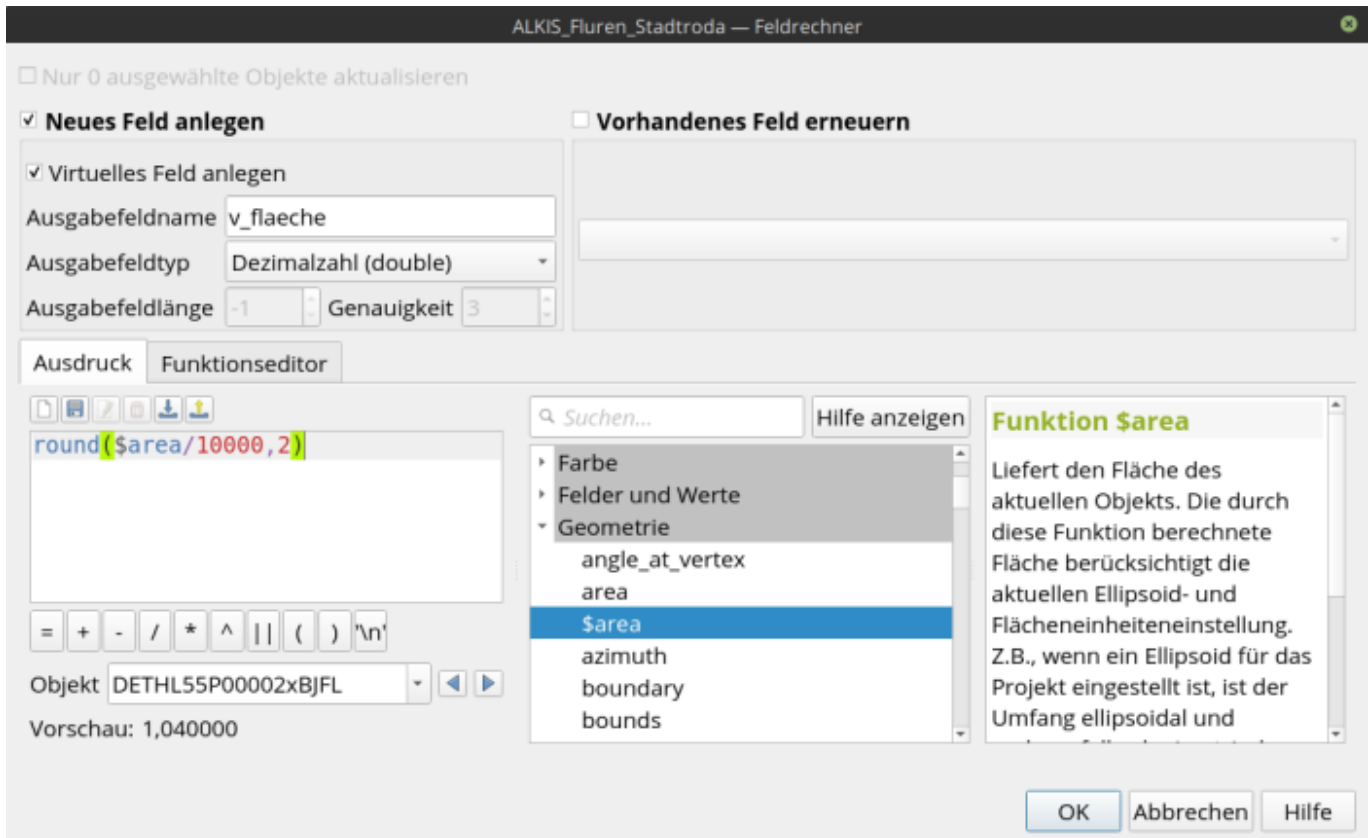 ALKIS_Fluren_Stadtroda — Feldrechner
Nur 0 ausgewählte Objekte aktualisieren
Neues Feld anlegen
Vorhandenes Feld erneuern
Virtuelles Feld anlegen
Ausgabefeldname v_flaeche
Ausgabefeldtyp Dezimalzahl (double)
Ausgabefeldlänge -1 Genauigkeit 3
Ausdruck Funktionseditor
round($area/10000,2)
= + - / * ^ || ( ) '\n'
Objekt DETHL55P00002xBJFL
Vorschau: 1,040000
Suchen... Hilfe anzeigen
Farbe
Felder und Werte
Geometrie
angle_at_vertex
area
$area
azimuth
boundary
bounds
Funktion $area
Liefert den Fläche des
aktuellen Objekts. Die durch
diese Funktion berechnete
Fläche berücksichtigt die
aktuellen Ellipsoid- und
Flächeneinheiteneinstellung.
Z.B., wenn ein Ellipsoid für das
Projekt eingestellt ist, ist der
Umfang ellipsoidal und
OK Abbrechen Hilfe